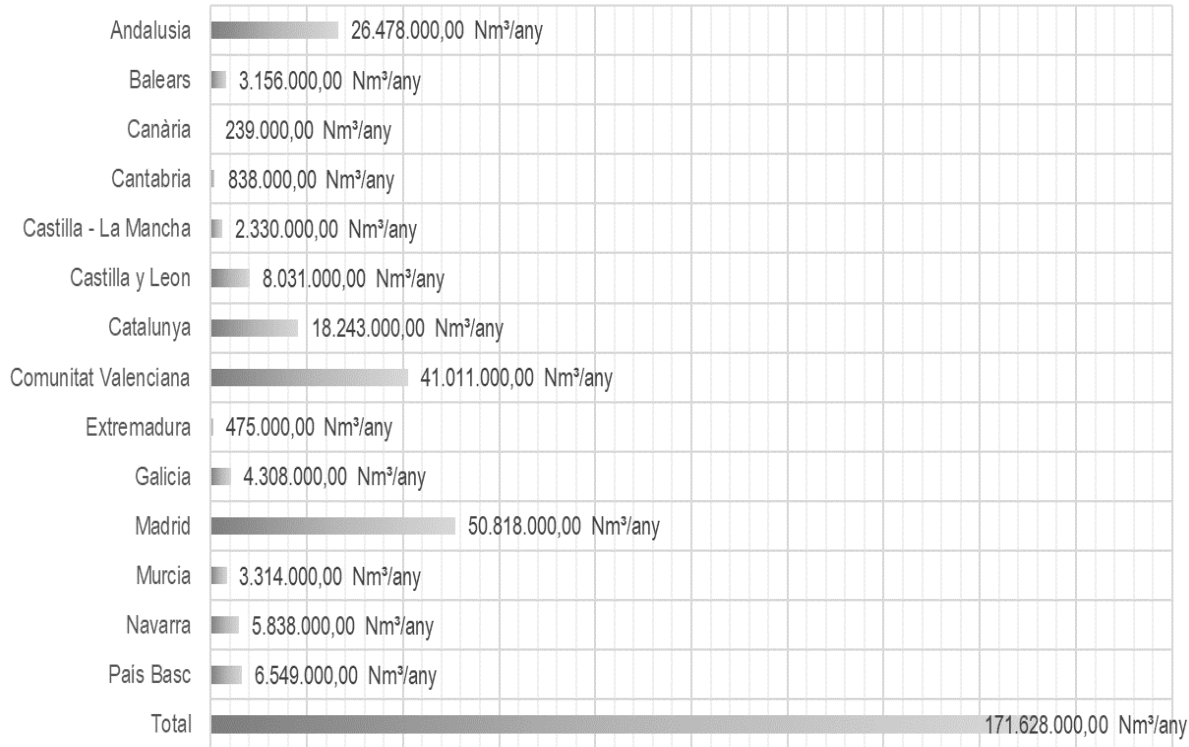 Andalusia 26.478.000,00 Nm³/any
Balears 3.156.000,00 Nm³/any
Canària 239.000,00 Nm³/any
Cantabria 838.000,00 Nm³/any
Castilla - La Mancha 2.330.000,00 Nm³/any
Castilla y Leon 8.031.000,00 Nm³/any
Catalunya 18.243.000,00 Nm³/any
Comunitat Valenciana 41.011.000,00 Nm³/any
Extremadura 475.000,00 Nm³/any
Galicia 4.308.000,00 Nm³/any
Madrid 50.818.000,00 Nm³/any
Murcia 3.314.000,00 Nm³/any
Navarra 5.838.000,00 Nm³/any
País Basc 6.549.000,00 Nm³/any
Total 171.628.000,00 Nm³/any